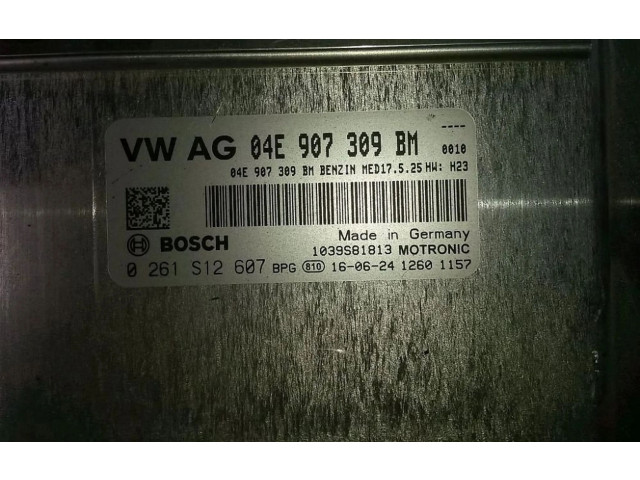 VW AG 04E 907 309 BM ----
0010
04E 907 309 BM BENZIN MED17.5.25 HW: H23
BOSCH
Made in Germany
1039S81813 MOTRONIC
0 261 S12 607 BPG 810 16-06-24 1260 1157